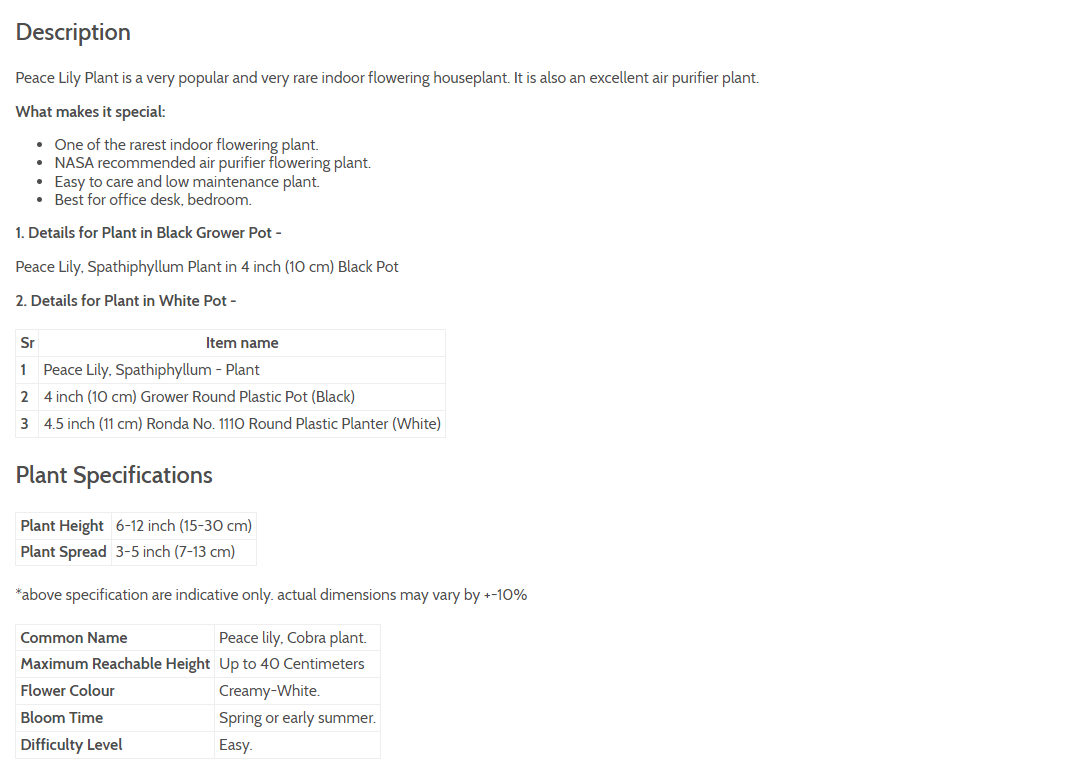 Description
Peace Lily Plant is a very popular and very rare indoor flowering houseplant. It is also an excellent air purifier plant.
What makes it special:
• One of the rarest indoor flowering plant.
• NASA recommended air purifier flowering plant.
• Easy to care and low maintenance plant.
• Best for office desk, bedroom.
1. Details for Plant in Black Grower Pot -
Peace Lily, Spathiphyllum Plant in 4 inch (10 cm) Black Pot
2. Details for Plant in White Pot -
Sr Item name
1 Peace Lily, Spathiphyllum - Plant
2 4 inch (10 cm) Grower Round Plastic Pot (Black)
3 4.5 inch (11 cm) Ronda No. 1110 Round Plastic Planter (White)
Plant Specifications
Plant Height 6-12 inch (15-30 cm)
Plant Spread 3-5 inch (7-13 cm)
*above specification are indicative only. actual dimensions may vary by +-10%
Common Name Peace lily, Cobra plant.
Maximum Reachable Height Up to 40 Centimeters
Flower Colour Creamy-White.
Bloom Time Spring or early summer.
Difficulty Level Easy.